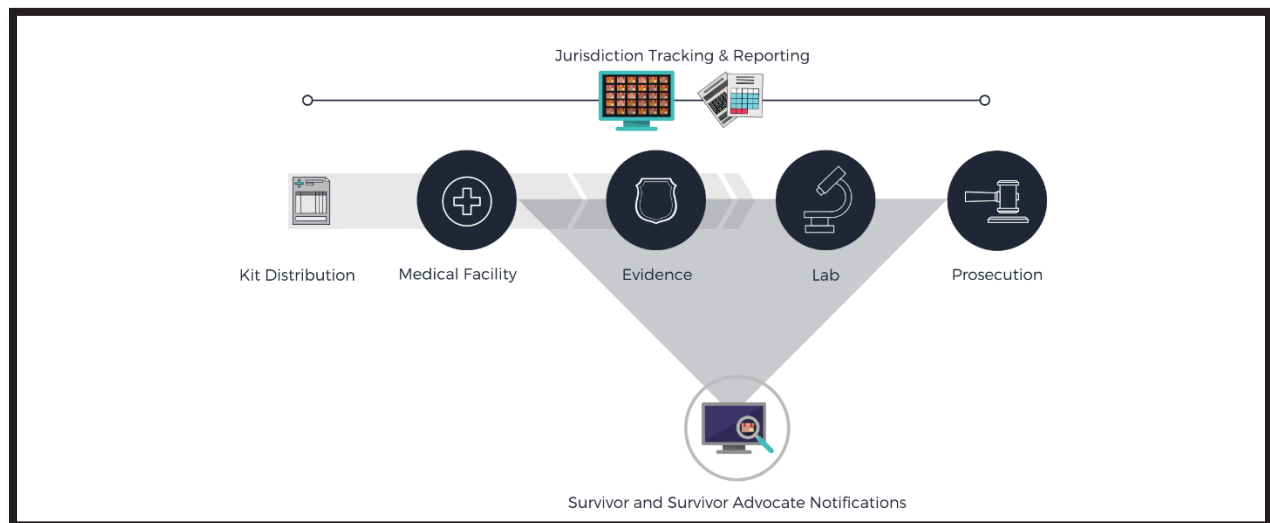 Jurisdiction Tracking & Reporting
Kit Distribution
Medical Facility
Evidence
Lab
Prosecution
Survivor and Survivor Advocate Notifications